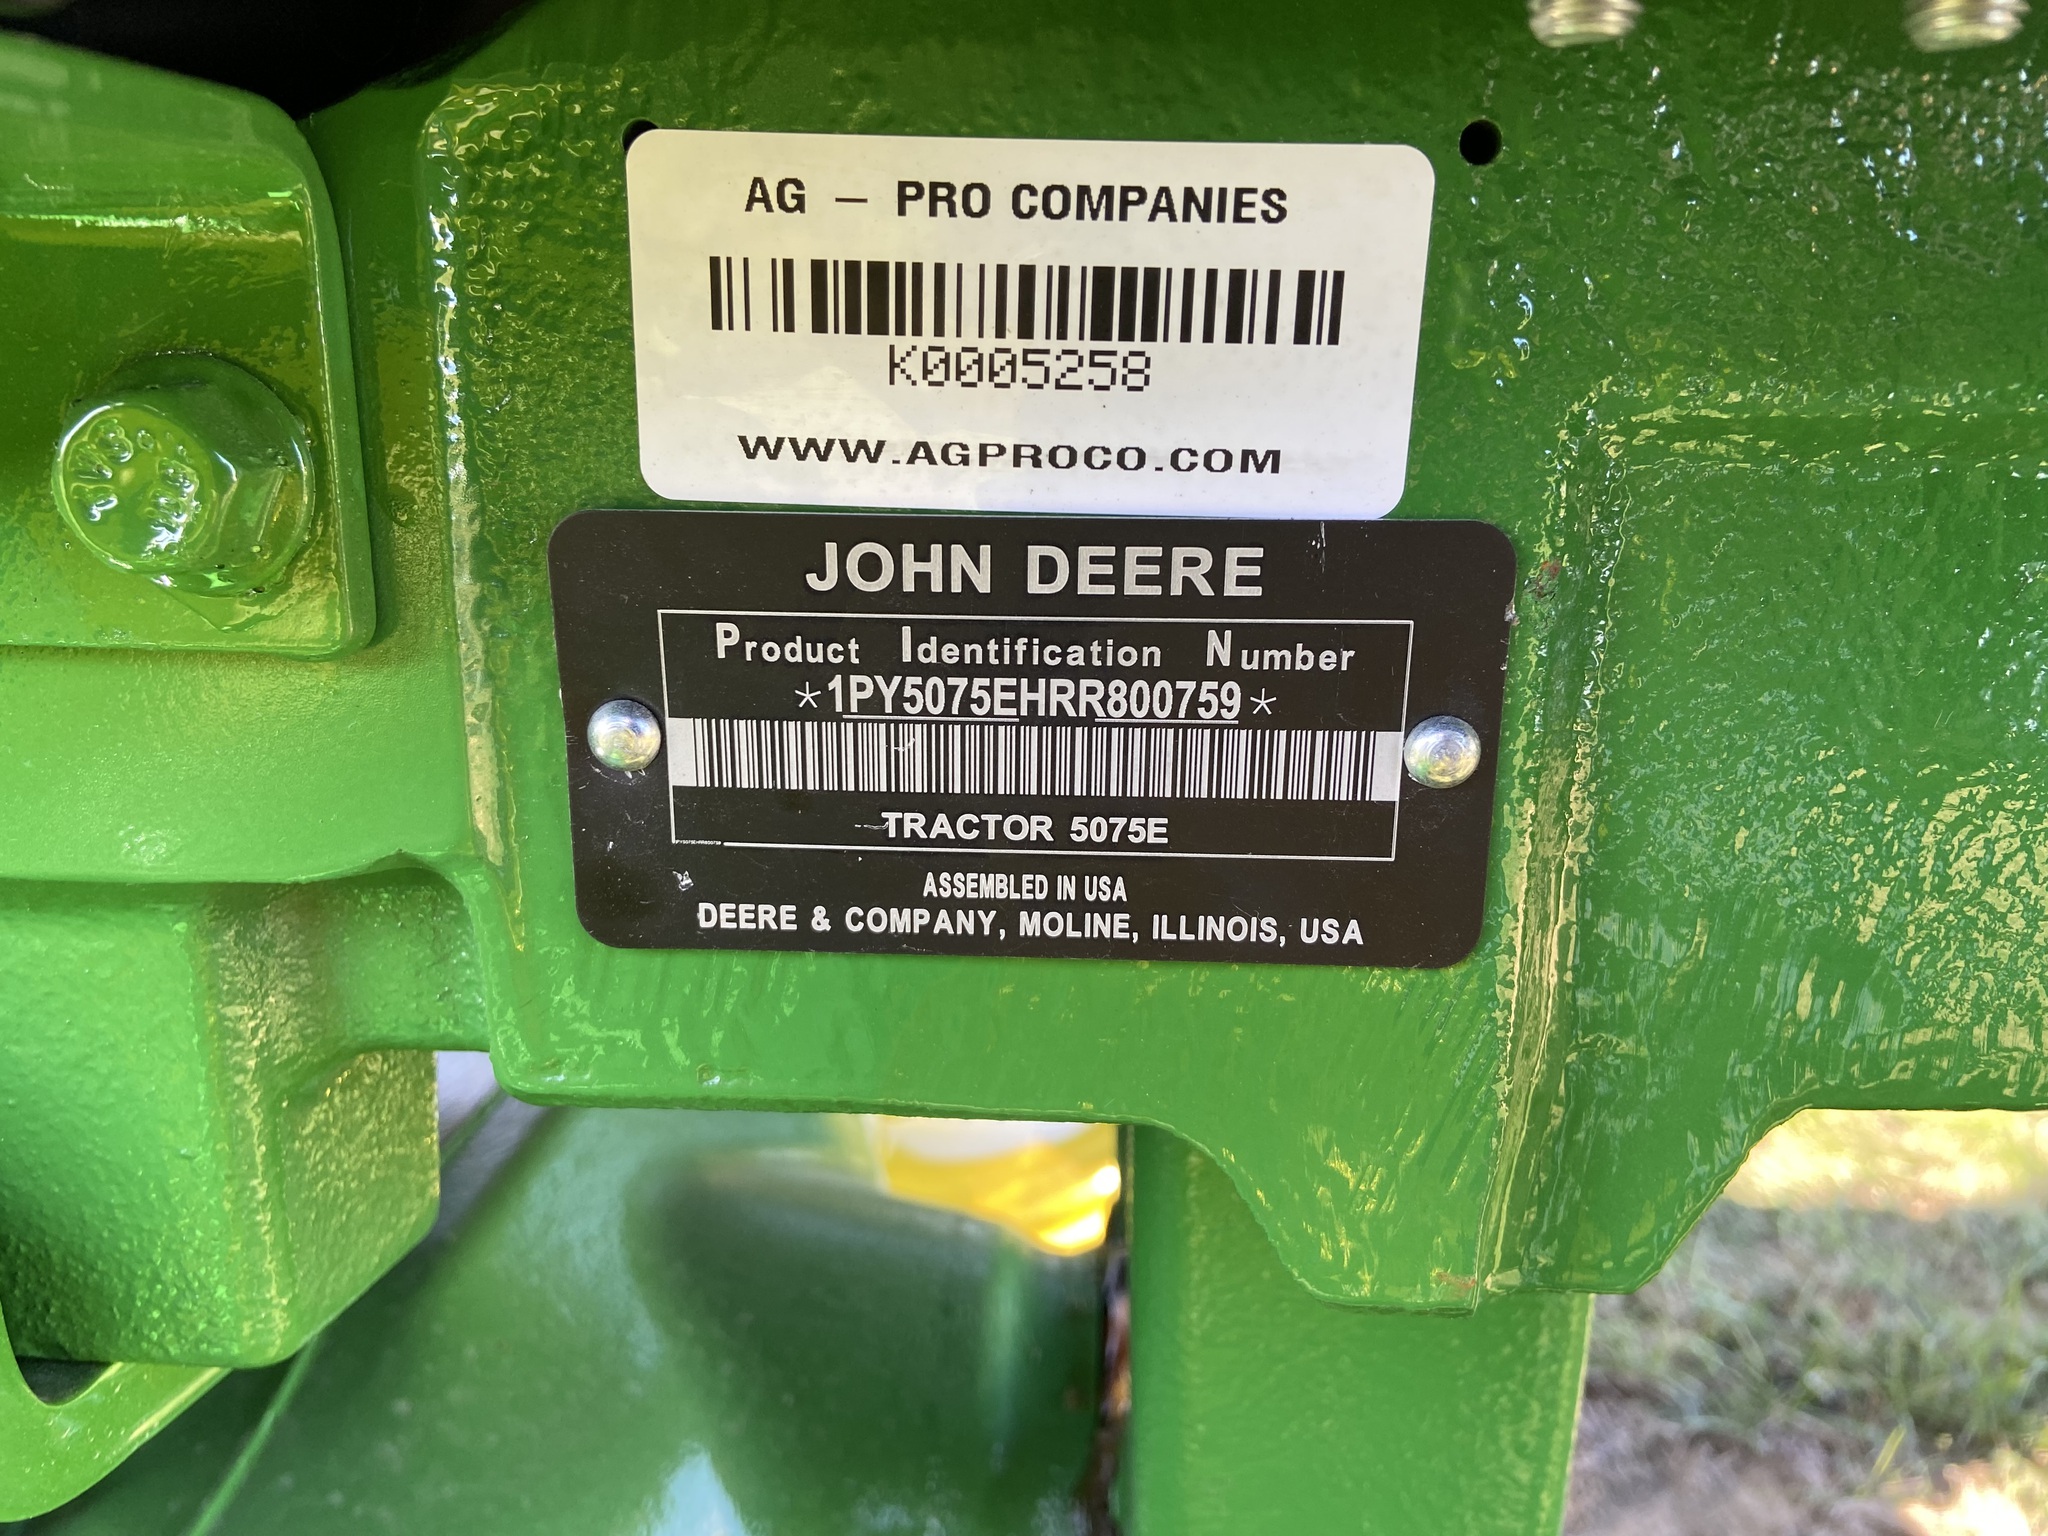 AG - PRO COMPANIES
K0005258
WWW.AGPROCO.COM
JOHN DEERE
Product Identification Number
*1PY5075EHRR800759*
TRACTOR 5075E
ASSEMBLED IN USA
DEERE & COMPANY, MOLINE, ILLINOIS, USA